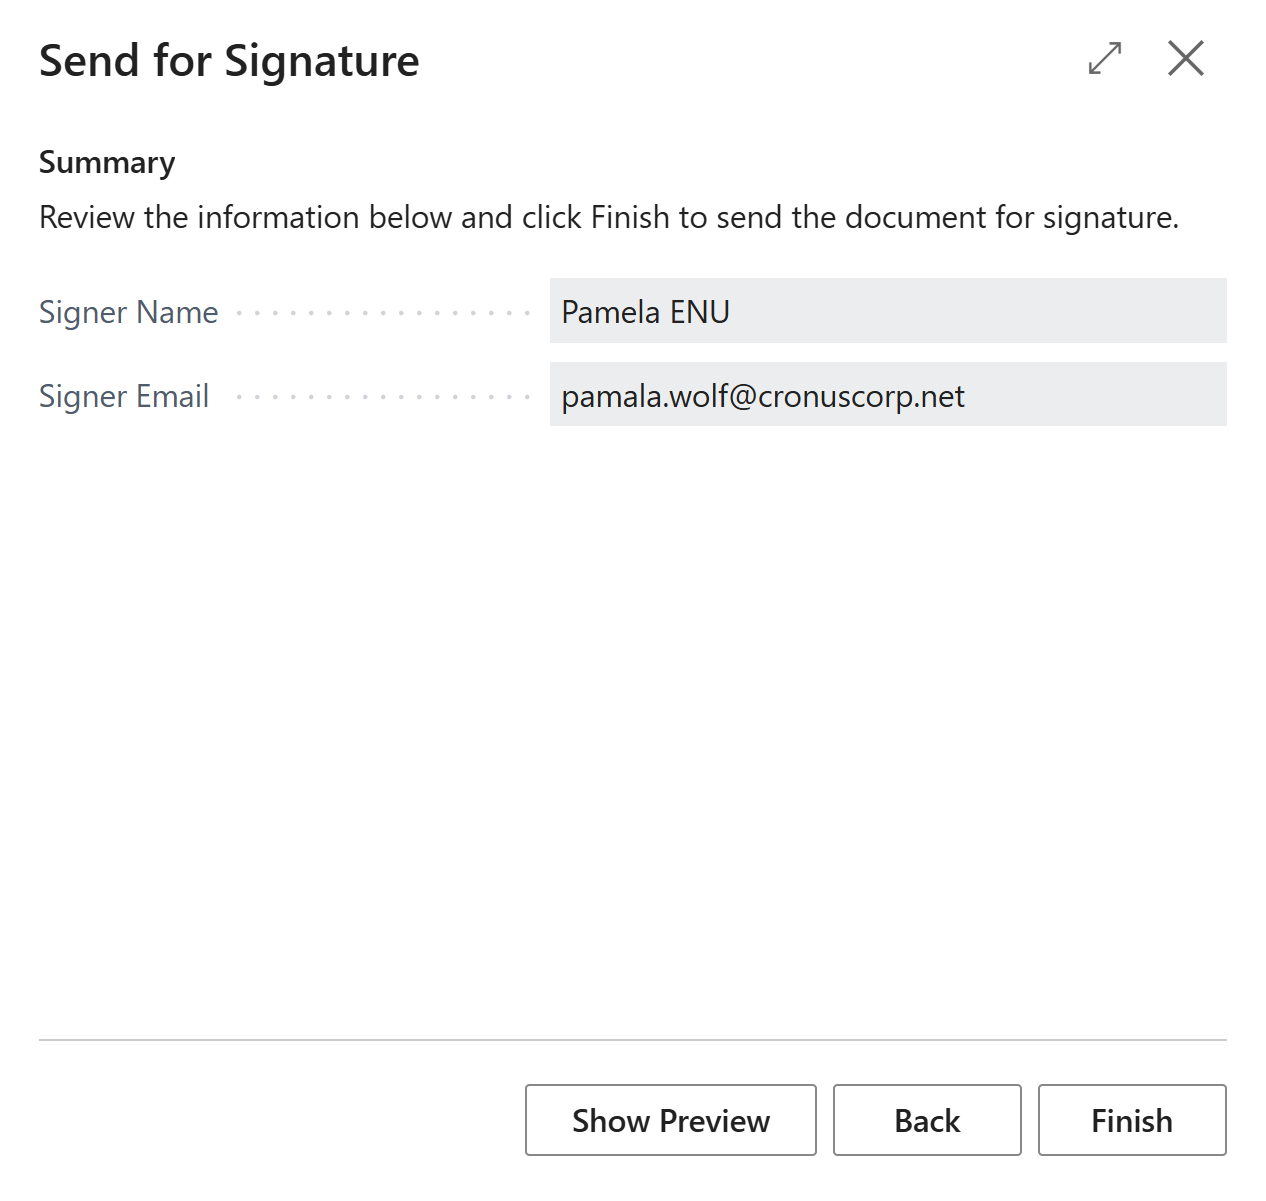 Send for Signature
Summary
Review the information below and click Finish to send the document for signature.
Signer Name
Pamela ENU
Signer Email
pamala.wolf@cronuscorp.net
Show Preview
Back
Finish